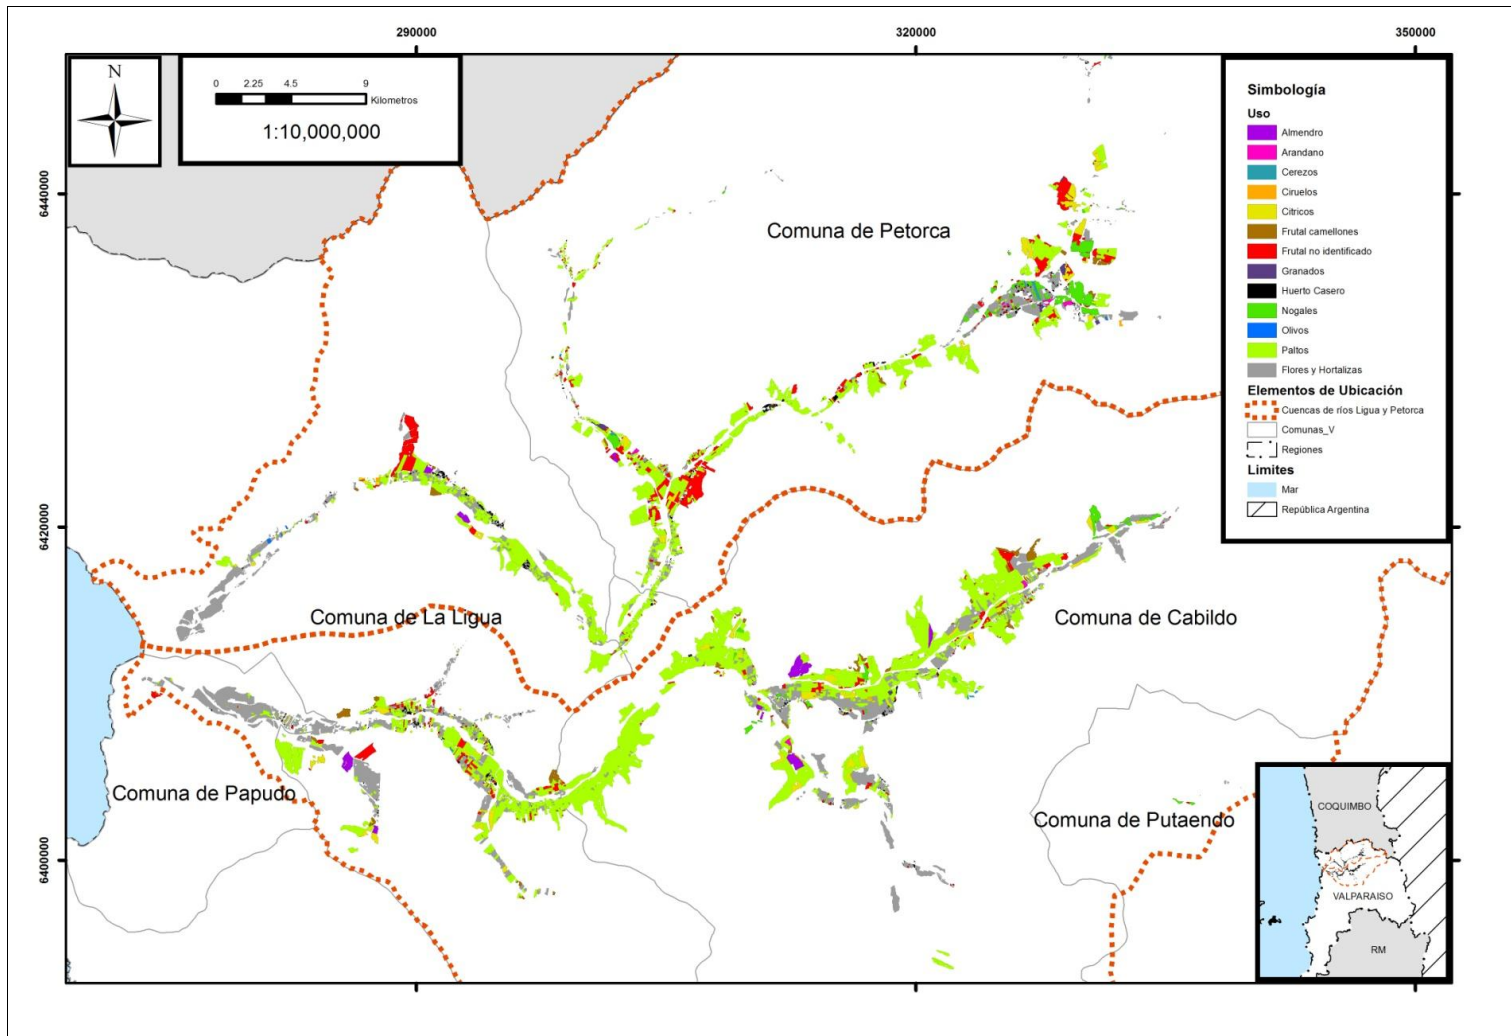 290000
320000
350000
N
0 2.25 4.5 9
Kilometros
1:10,000,000
6440000
6420000
6400000
Comuna de Petorca
Comuna de La Ligua
Comuna de Cabildo
Comuna de Papudo
Comuna de Putaendo
Simbología
Uso
Almendro
Arandano
Cerezos
Ciruelos
Citricos
Frutal camellones
Frutal no identificado
Granados
Huerto Casero
Nogales
Olivos
Paltos
Flores y Hortalizas
Elementos de Ubicación
Cuencas de ríos Ligua y Petorca
Comunas_V
Regiones
Limites
Mar
República Argentina
COQUIMBO
VALPARAISO
RM